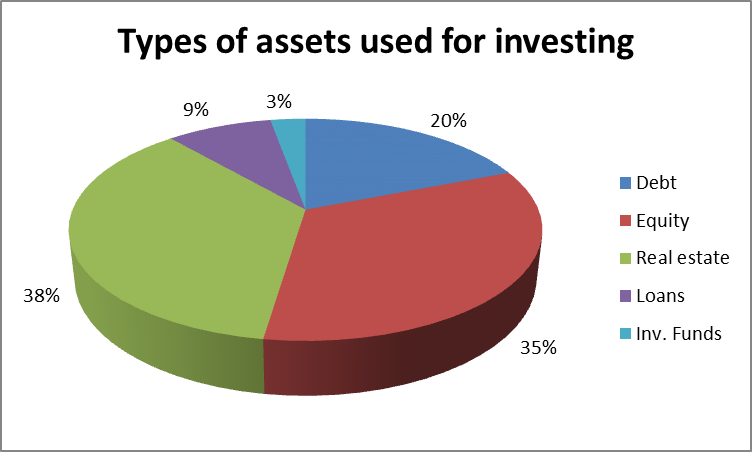 Types of assets used for investing
9%
3%
20%
38%
35%
Debt
Equity
Real estate
Loans
Inv. Funds